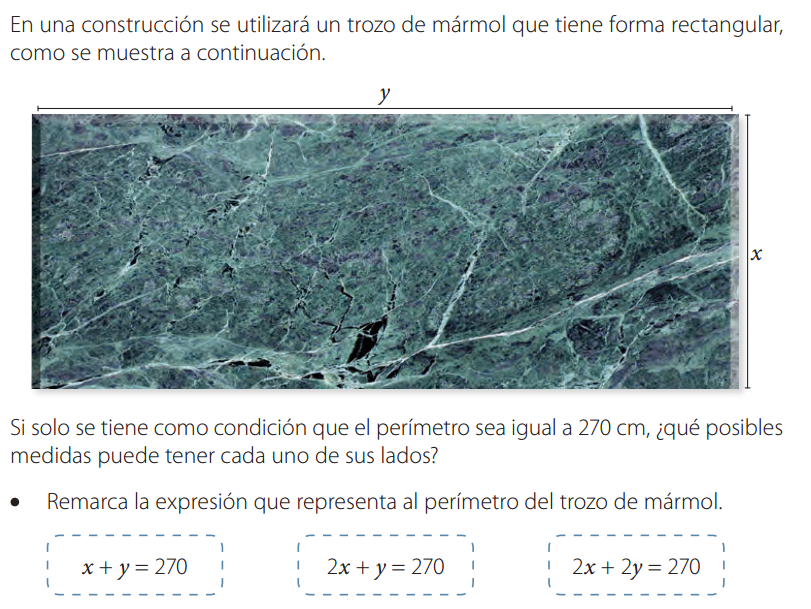 En una construcción se utilizará un trozo de mármol que tiene forma rectangular,
como se muestra a continuación.
y
x
Si solo se tiene como condición que el perímetro sea igual a 270 cm, ¿qué posibles
medidas puede tener cada uno de sus lados?
• Remarca la expresión que representa al perímetro del trozo de mármol.
x + y = 270 2x + y = 270 2x + 2y = 270